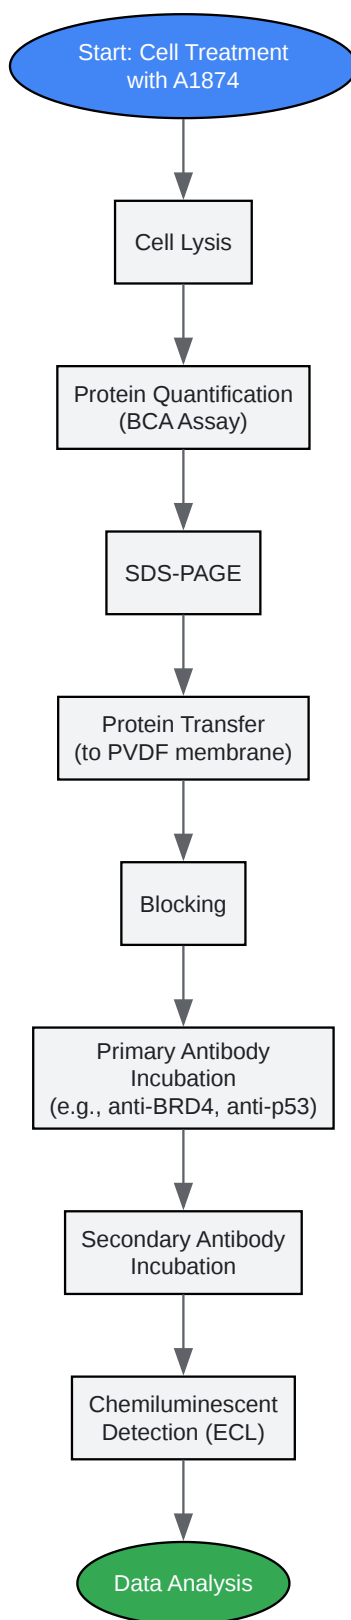 Start: Cell Treatment
with A1874
Cell Lysis
Protein Quantification
(BCA Assay)
SDS-PAGE
Protein Transfer
(to PVDF membrane)
Blocking
Primary Antibody
Incubation
(e.g., anti-BRD4, anti-p53)
Secondary Antibody
Incubation
Chemiluminescent
Detection (ECL)
Data Analysis